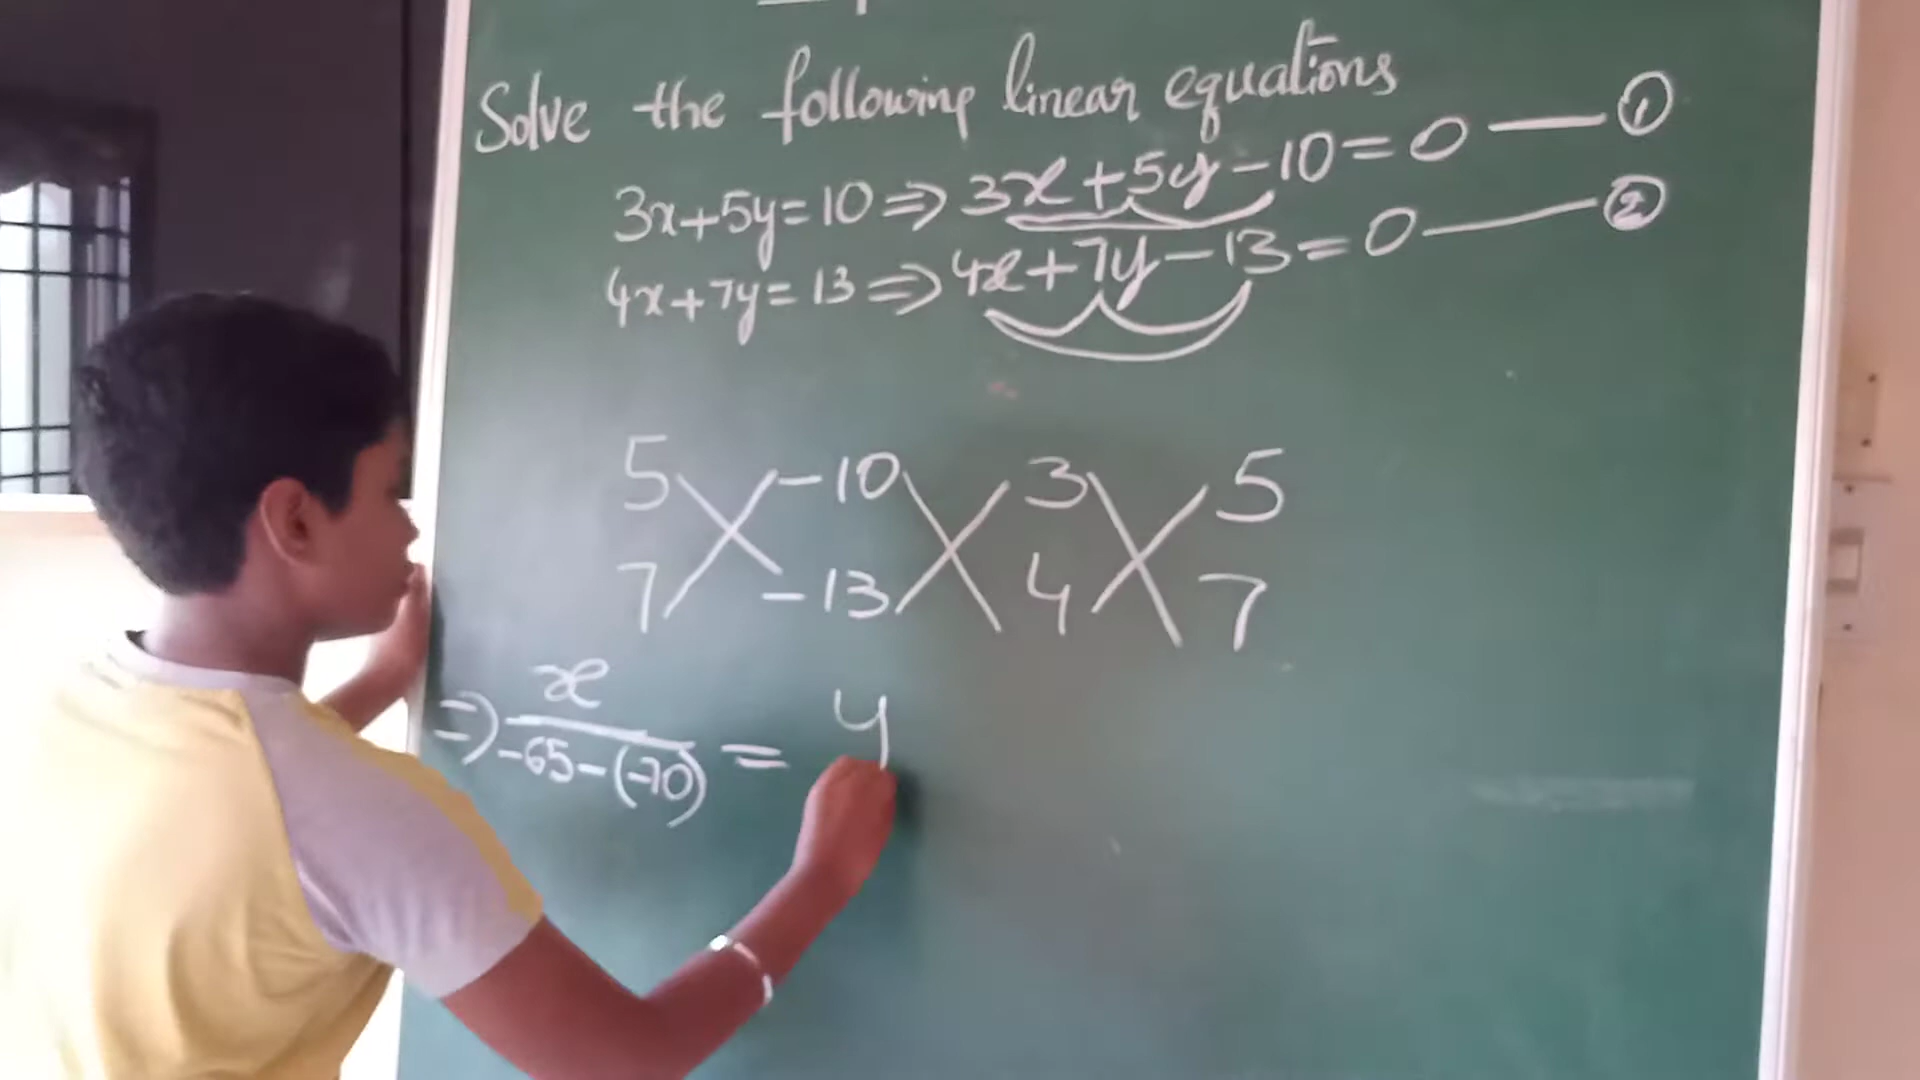 Solve the following linear equations
3x+5y=10 ⇒ 3x+5y-10=0 — ①
4x+7y=13 ⇒ 4x+7y-13=0 — ②
5 -10 3 5
7 -13 4 7
⇒ x/-65-(-70) = y